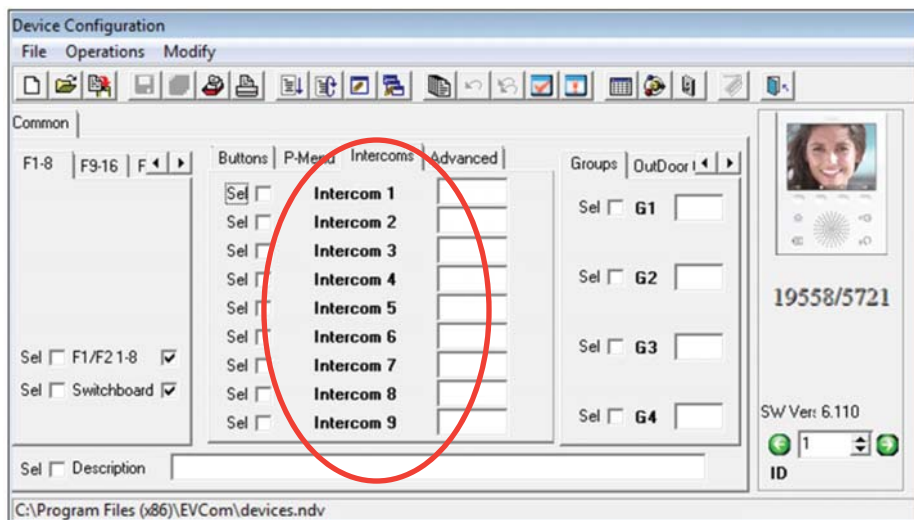 Device Configuration
File Operations Modify
Common
F1-8 F9-16 F
Buttons P-Menu Intercoms Advanced
Groups OutDoor
Sel Intercom 1
Sel Intercom 2
Sel Intercom 3
Sel Intercom 4
Sel Intercom 5
Sel Intercom 6
Sel Intercom 7
Sel Intercom 8
Sel Intercom 9
Sel F1/F2 1-8
Sel Switchboard
Sel G1
Sel G2
Sel G3
Sel G4
19558/5721
SW Ver: 6.110
1
ID
Sel Description
C:\Program Files (x86)\EVCom\devices.ndv